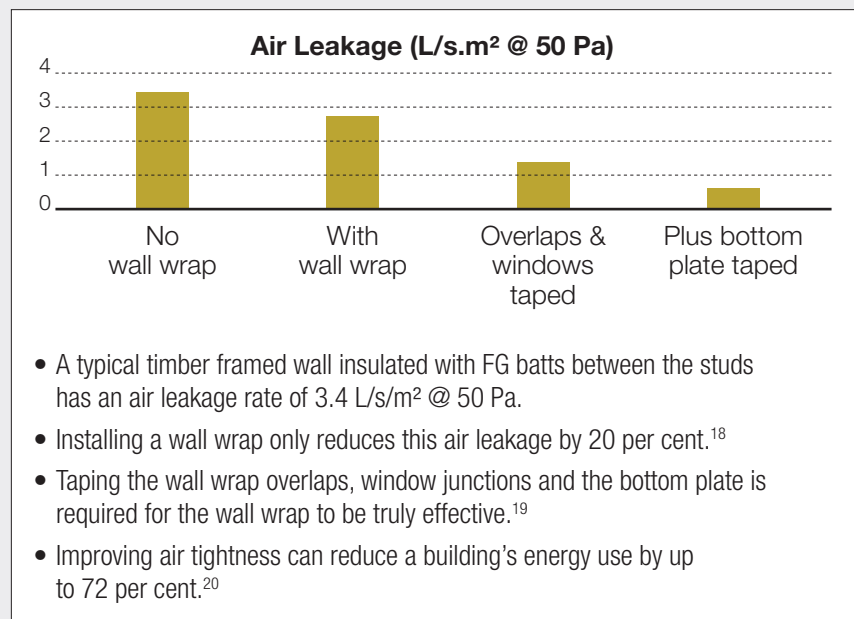 Air Leakage (L/s.m² @ 50 Pa)
4
3
2
1
0
No
wall wrap
With
wall wrap
Overlaps &
windows
taped
Plus bottom
plate taped
• A typical timber framed wall insulated with FG batts between the studs
has an air leakage rate of 3.4 L/s/m² @ 50 Pa.
• Installing a wall wrap only reduces this air leakage by 20 per cent.¹⁸
• Taping the wall wrap overlaps, window junctions and the bottom plate is
required for the wall wrap to be truly effective.¹⁹
• Improving air tightness can reduce a building’s energy use by up
to 72 per cent.²⁰